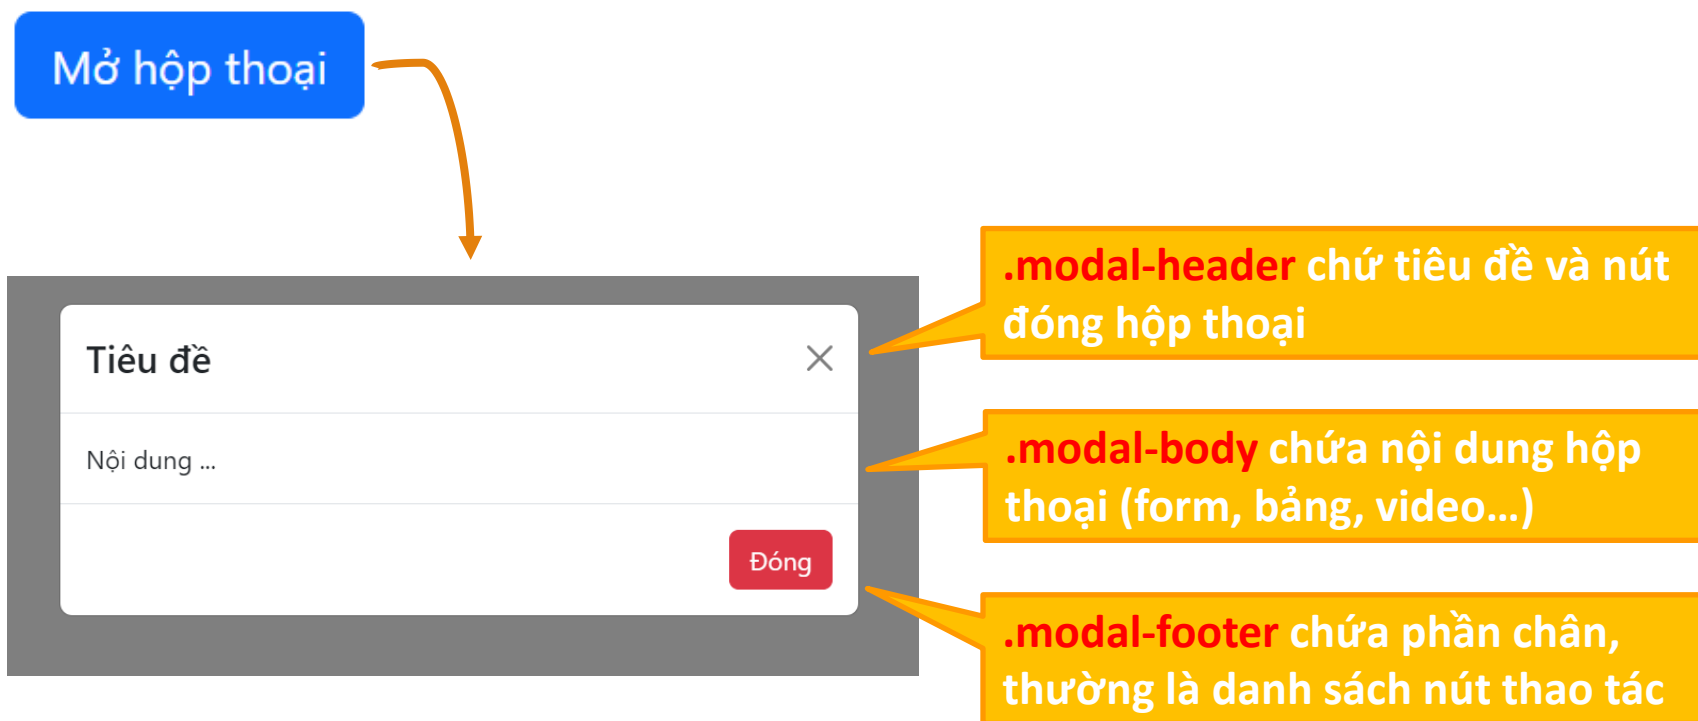 Mở hộp thoại
.modal-header chứ tiêu đề và nút
đóng hộp thoại
Tiêu đề
Nội dung ...
.modal-body chứa nội dung hộp
thoại (form, bảng, video…)
Đóng
.modal-footer chứa phần chân,
thường là danh sách nút thao tác